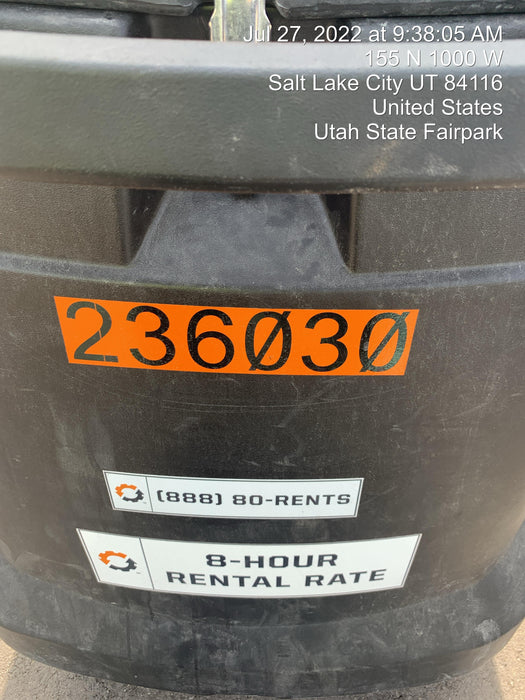 Jul 27, 2022 at 9:38:05 AM
155 N 1000 W
Salt Lake City UT 84116
United States
Utah State Fairpark
236030
(888) 80-RENTS
8-HOUR
RENTAL RATE